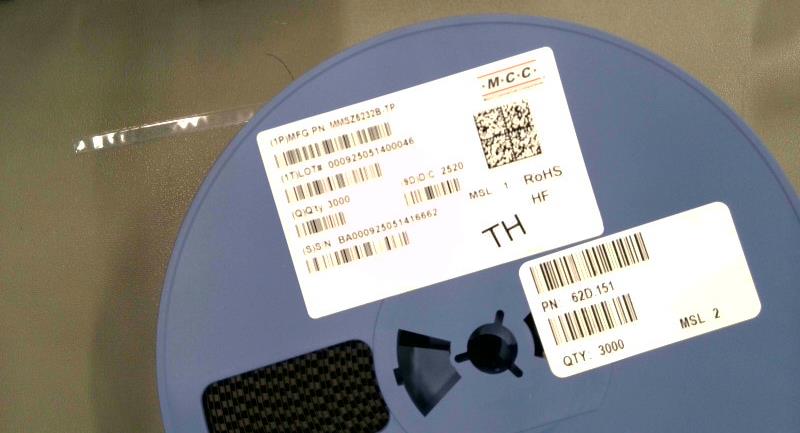 ·M·C·C·
(1P)MFG PN MMSZ5232B-TP
(1T)LOT# 000925051400046
(Q)Qty 3000
(9D)D/C 2520
MSL 1 RoHS
HF
(S)S/N BA000925051416662
TH
PN 62D.151
QTY: 3000
MSL 2